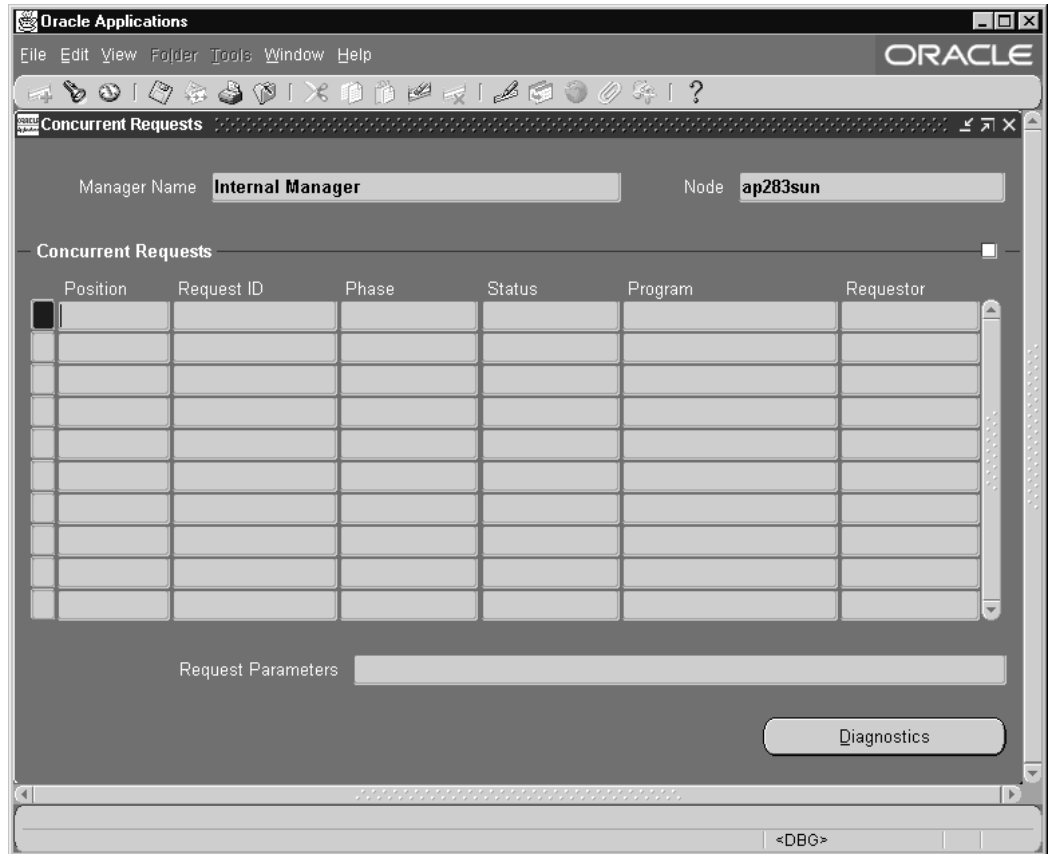 Oracle Applications
File Edit View Folder Tools Window Help
ORACLE
?
Concurrent Requests
Manager Name Internal Manager Node ap283sun
Concurrent Requests
Position Request ID Phase Status Program Requestor
Request Parameters
Diagnostics
<DBG>